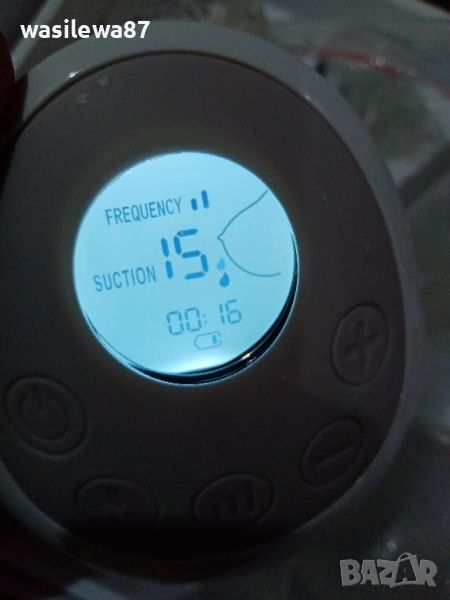 wasilewa87
FREQUENCY
SUCTION 15
00:16
BAZAR